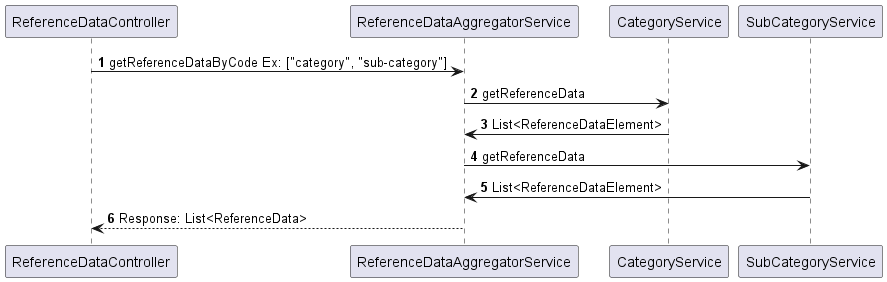 ReferenceDataController ReferenceDataAggregatorService CategoryService SubCategoryService
1 getReferenceDataByCode Ex: ["category", "sub-category"]
2 getReferenceData
3 List<ReferenceDataElement>
4 getReferenceData
5 List<ReferenceDataElement>
6 Response: List<ReferenceData>
ReferenceDataController ReferenceDataAggregatorService CategoryService SubCategoryService